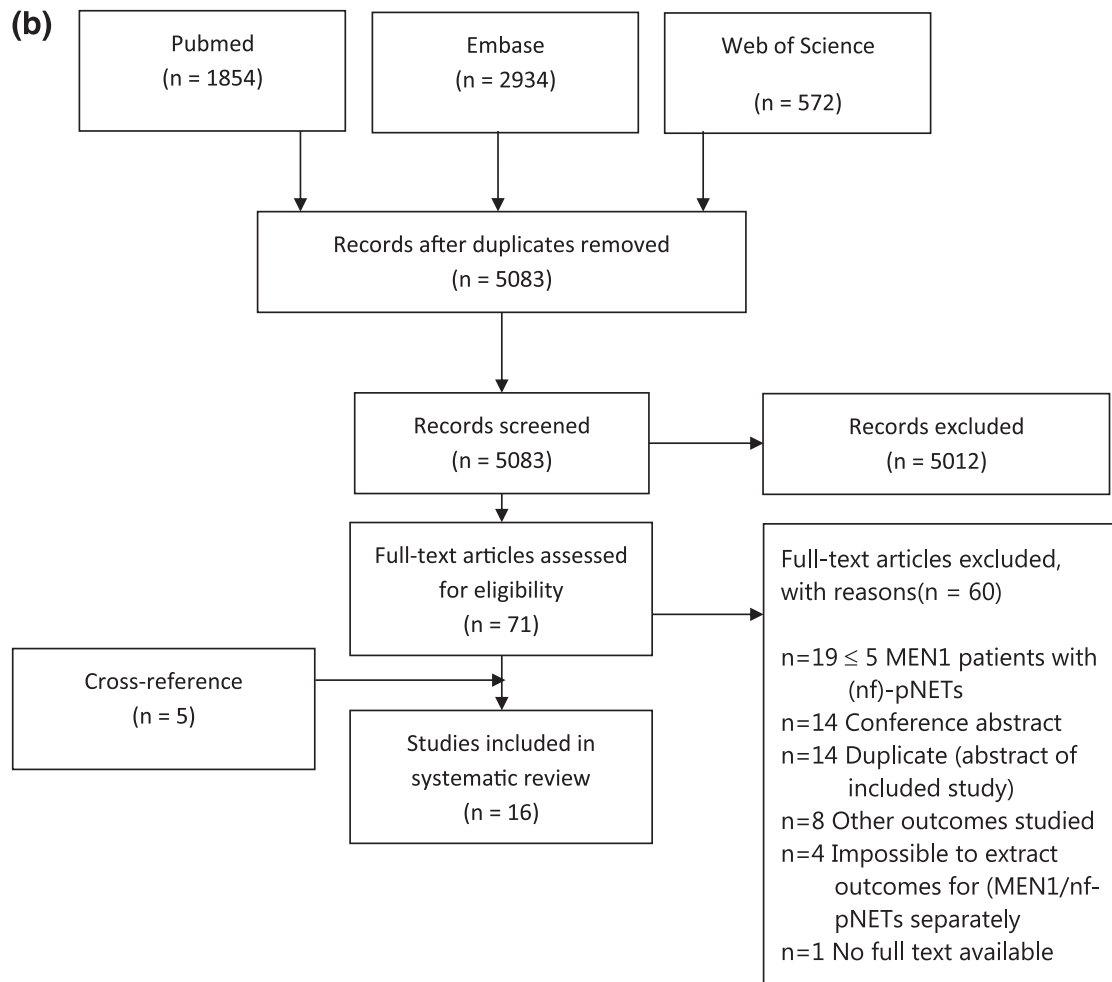 (b)
Pubmed
(n = 1854)
Embase
(n = 2934)
Web of Science
(n = 572)
Records after duplicates removed
(n = 5083)
Records screened
(n = 5083)
Records excluded
(n = 5012)
Full-text articles assessed
for eligibility
(n = 71)
Full-text articles excluded,
with reasons(n = 60)
n=19 ≤ 5 MEN1 patients with
(nf)-pNETs
n=14 Conference abstract
n=14 Duplicate (abstract of
included study)
n=8 Other outcomes studied
n=4 Impossible to extract
outcomes for (MEN1/nf-
pNETs separately
n=1 No full text available
Cross-reference
(n = 5)
Studies included in
systematic review
(n = 16)